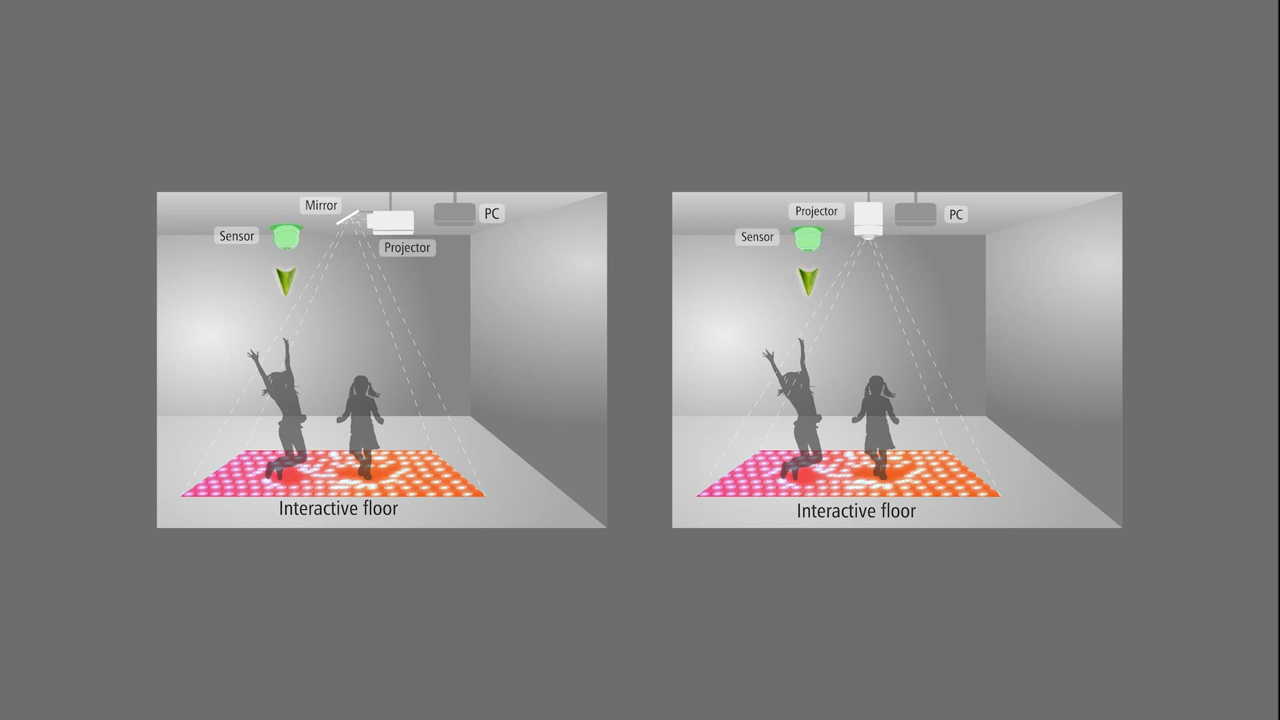 Mirror
PC
Sensor
Projector
Interactive floor
Projector
PC
Sensor
Interactive floor